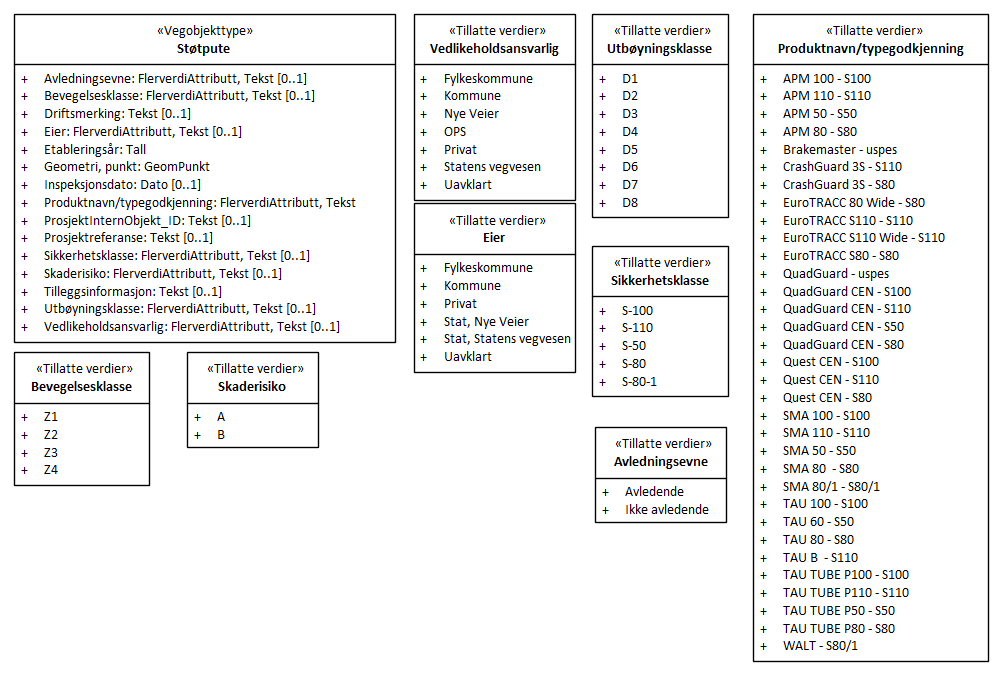 «Vegobjekttype»
Støtpute
+ Avledningsevne: FlerverdiAttributt, Tekst [0..1]
+ Bevegelsesklasse: FlerverdiAttributt, Tekst [0..1]
+ Driftsmerking: Tekst [0..1]
+ Eier: FlerverdiAttributt, Tekst [0..1]
+ Etableringsår: Tall
+ Geometri, punkt: GeomPunkt
+ Inspeksjonsdato: Dato [0..1]
+ Produktnavn/typegodkjenning: FlerverdiAttributt, Tekst
+ ProsjektInternObjekt_ID: Tekst [0..1]
+ Prosjektreferanse: Tekst [0..1]
+ Sikkerhetsklasse: FlerverdiAttributt, Tekst [0..1]
+ Skaderisiko: FlerverdiAttributt, Tekst [0..1]
+ Tilleggsinformasjon: Tekst [0..1]
+ Utbøyningsklasse: FlerverdiAttributt, Tekst [0..1]
+ Vedlikeholdsansvarlig: FlerverdiAttributt, Tekst [0..1]
«Tillatte verdier»
Bevegelsesklasse
+ Z1
+ Z2
+ Z3
+ Z4
«Tillatte verdier»
Skaderisiko
+ A
+ B
«Tillatte verdier»
Vedlikeholdsansvarlig
+ Fylkeskommune
+ Kommune
+ Nye Veier
+ OPS
+ Privat
+ Statens vegvesen
+ Uavklart
«Tillatte verdier»
Eier
+ Fylkeskommune
+ Kommune
+ Privat
+ Stat, Nye Veier
+ Stat, Statens vegvesen
+ Uavklart
«Tillatte verdier»
Utbøyningsklasse
+ D1
+ D2
+ D3
+ D4
+ D5
+ D6
+ D7
+ D8
«Tillatte verdier»
Sikkerhetsklasse
+ S-100
+ S-110
+ S-50
+ S-80
+ S-80-1
«Tillatte verdier»
Avledningsevne
+ Avledende
+ Ikke avledende
«Tillatte verdier»
Produktnavn/typegodkjenning
+ APM 100 - S100
+ APM 110 - S110
+ APM 50 - S50
+ APM 80 - S80
+ Brakemaster - uspes
+ CrashGuard 3S - S110
+ CrashGuard 3S - S80
+ EuroTRACC 80 Wide - S80
+ EuroTRACC S110 - S110
+ EuroTRACC S110 Wide - S110
+ EuroTRACC S80 - S80
+ QuadGuard - uspes
+ QuadGuard CEN - S100
+ QuadGuard CEN - S110
+ QuadGuard CEN - S50
+ QuadGuard CEN - S80
+ Quest CEN - S100
+ Quest CEN - S110
+ Quest CEN - S80
+ SMA 100 - S100
+ SMA 110 - S110
+ SMA 50 - S50
+ SMA 80  - S80
+ SMA 80/1 - S80/1
+ TAU 100 - S100
+ TAU 60 - S50
+ TAU 80 - S80
+ TAU B  - S110
+ TAU TUBE P100 - S100
+ TAU TUBE P110 - S110
+ TAU TUBE P50 - S50
+ TAU TUBE P80 - S80
+ WALT - S80/1